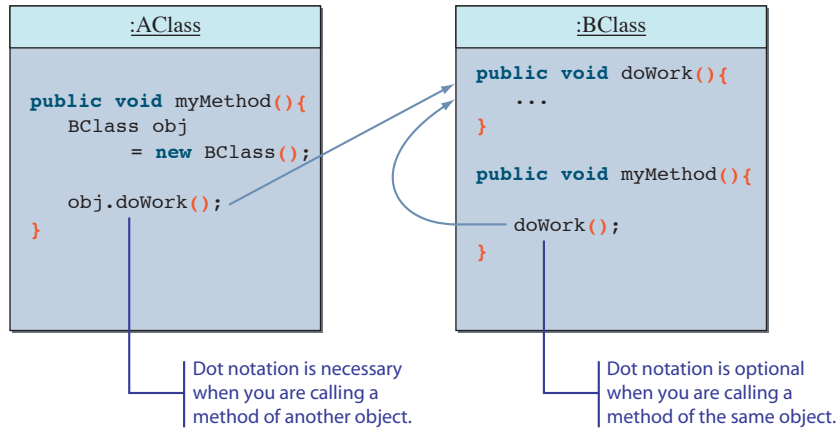 :AClass
public void myMethod(){
BClass obj
= new BClass();
obj.doWork();
}
Dot notation is necessary
when you are calling a
method of another object.
:BClass
public void doWork(){
...
}
public void myMethod(){
doWork();
}
Dot notation is optional
when you are calling a
method of the same object.